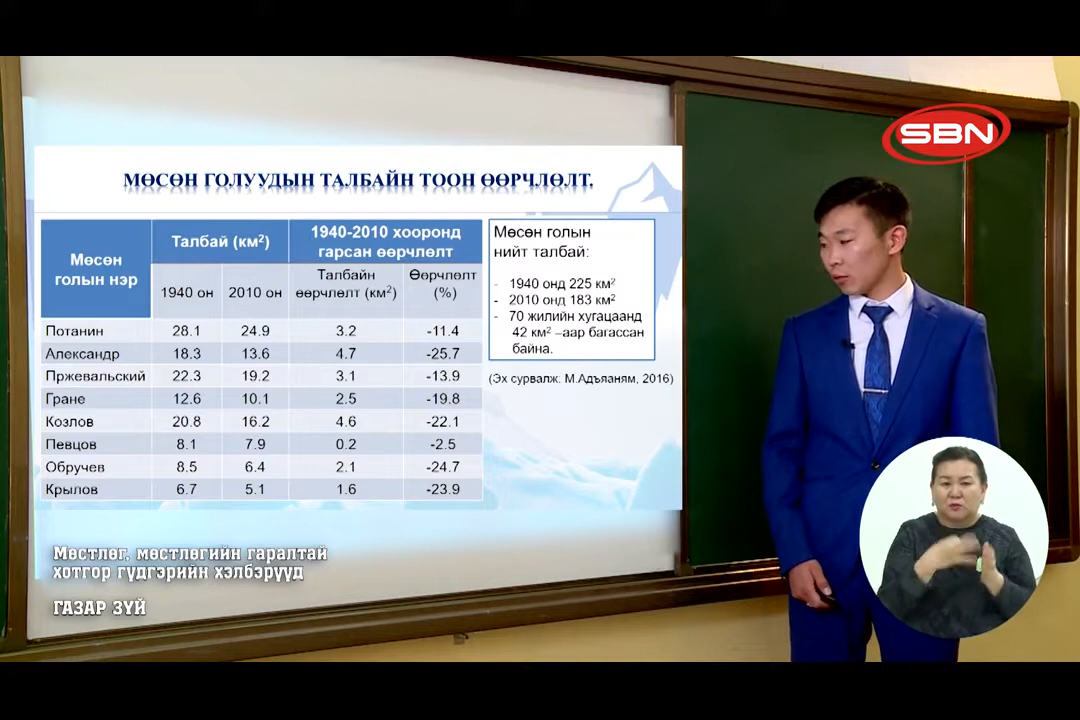 SBN
МӨСӨН ГОЛУУДЫН ТАЛБАЙН ТООН ӨӨРЧЛӨЛТ.
Мөсөн голын нэр
Талбай (км²)
1940-2010 хооронд гарсан өөрчлөлт
1940 он
2010 он
Талбайн өөрчлөлт (км²)
Өөрчлөлт (%)
Потанин 28.1 24.9 3.2 -11.4
Александр 18.3 13.6 4.7 -25.7
Пржевальский 22.3 19.2 3.1 -13.9
Гране 12.6 10.1 2.5 -19.8
Козлов 20.8 16.2 4.6 -22.1
Певцов 8.1 7.9 0.2 -2.5
Обручев 8.5 6.4 2.1 -24.7
Крылов 6.7 5.1 1.6 -23.9
Мөсөн голын
нийт талбай:
- 1940 онд 225 км²
- 2010 онд 183 км²
- 70 жилийн хугацаанд
42 км² –аар багассан
байна.
(Эх сурвалж: М.Адъяаням, 2016)
Мөстлөг, мөстлөгийн гаралтай
хотгор гүдгэрийн хэлбэрүүд
ГАЗАР ЗҮЙ